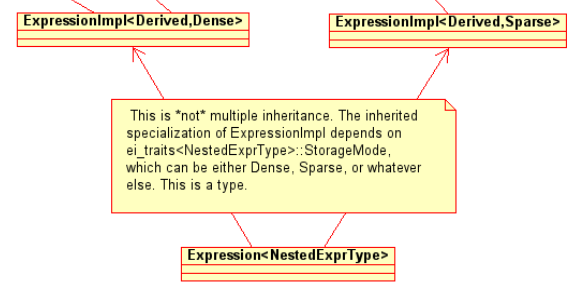 ExpressionImpl<Derived,Dense>
ExpressionImpl<Derived,Sparse>
This is *not* multiple inheritance. The inherited
specialization of ExpressionImpl depends on
ei_traits<NestedExprType>::StorageMode,
which can be either Dense, Sparse, or whatever
else. This is a type.
Expression<NestedExprType>